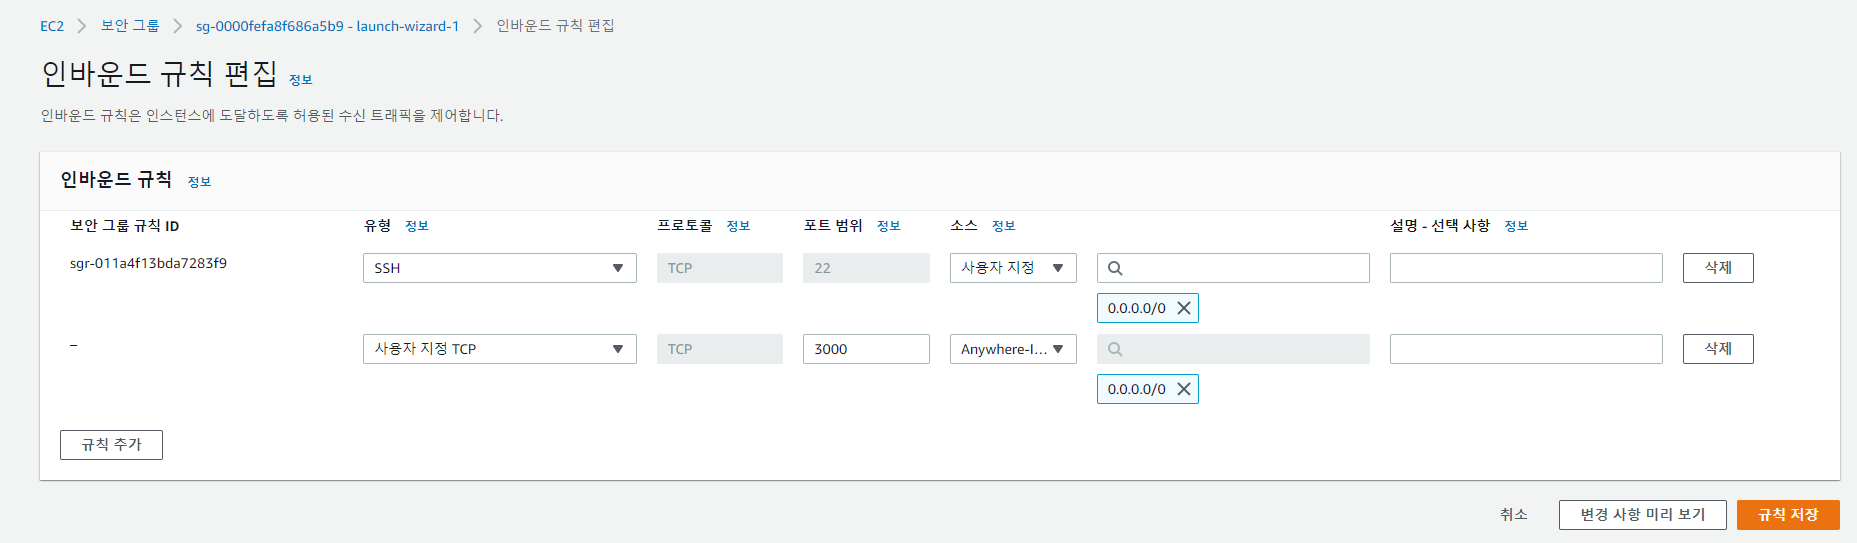 EC2 > 보안 그룹 > sg-0000fefa8f686a5b9 - launch-wizard-1 > 인바운드 규칙 편집
인바운드 규칙 편집 정보
인바운드 규칙은 인스턴스에 도달하도록 허용된 수신 트래픽을 제어합니다.
인바운드 규칙 정보
보안 그룹 규칙 ID 유형 정보 프로토콜 정보 포트 범위 정보 소스 정보 설명 - 선택 사항 정보
sgr-011a4f13bda7283f9 SSH TCP 22 사용자 지정 삭제
0.0.0.0/0
– 사용자 지정 TCP TCP 3000 Anywhere-I... 삭제
0.0.0.0/0
규칙 추가
취소 변경 사항 미리 보기 규칙 저장